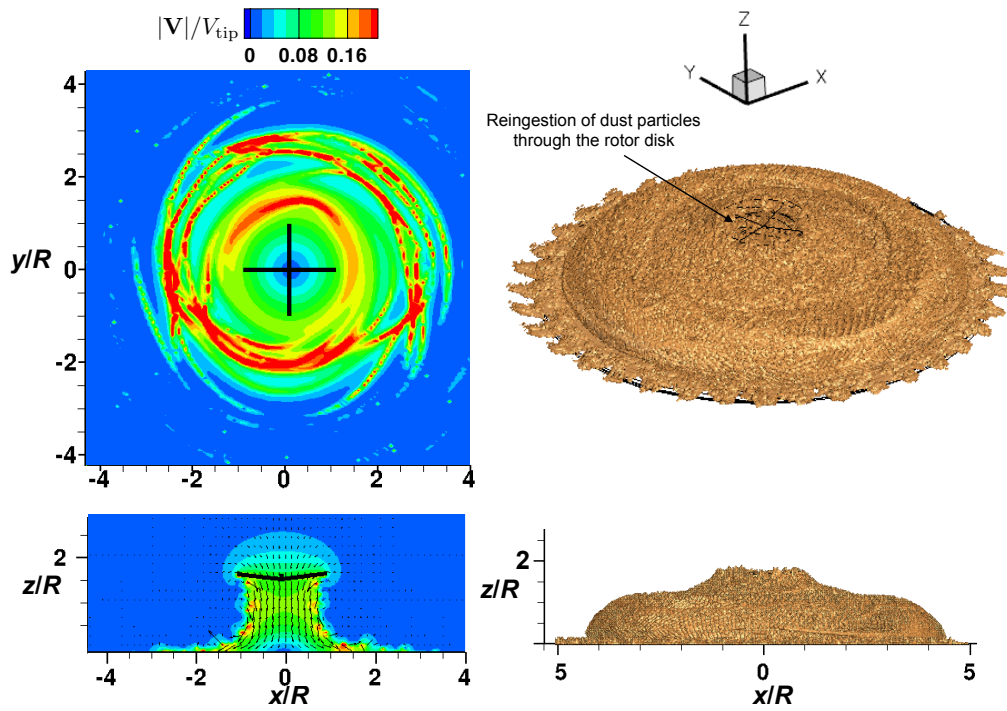 |V|/V_tip
0 0.08 0.16
Z
Y
X
Reingestion of dust particles
through the rotor disk
4
2
y/R 0
-2
-4
-4 -2 0 2 4
2
z/R
-4 -2 0 2 4
x/R
2
z/R
5 0 5
x/R